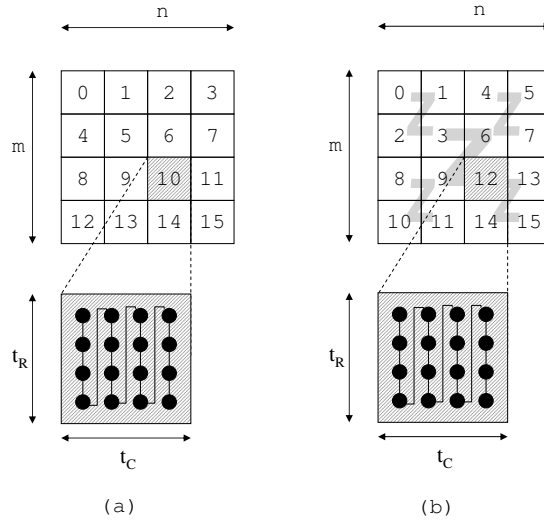 n n
0 1 2 3 0 1 4 5
m 4 5 6 7 m 2 3 6 7
8 9 10 11 8 9 12 13
12 13 14 15 10 11 14 15
Z Z Z Z Z
tR tR
tC tC
(a) (b)